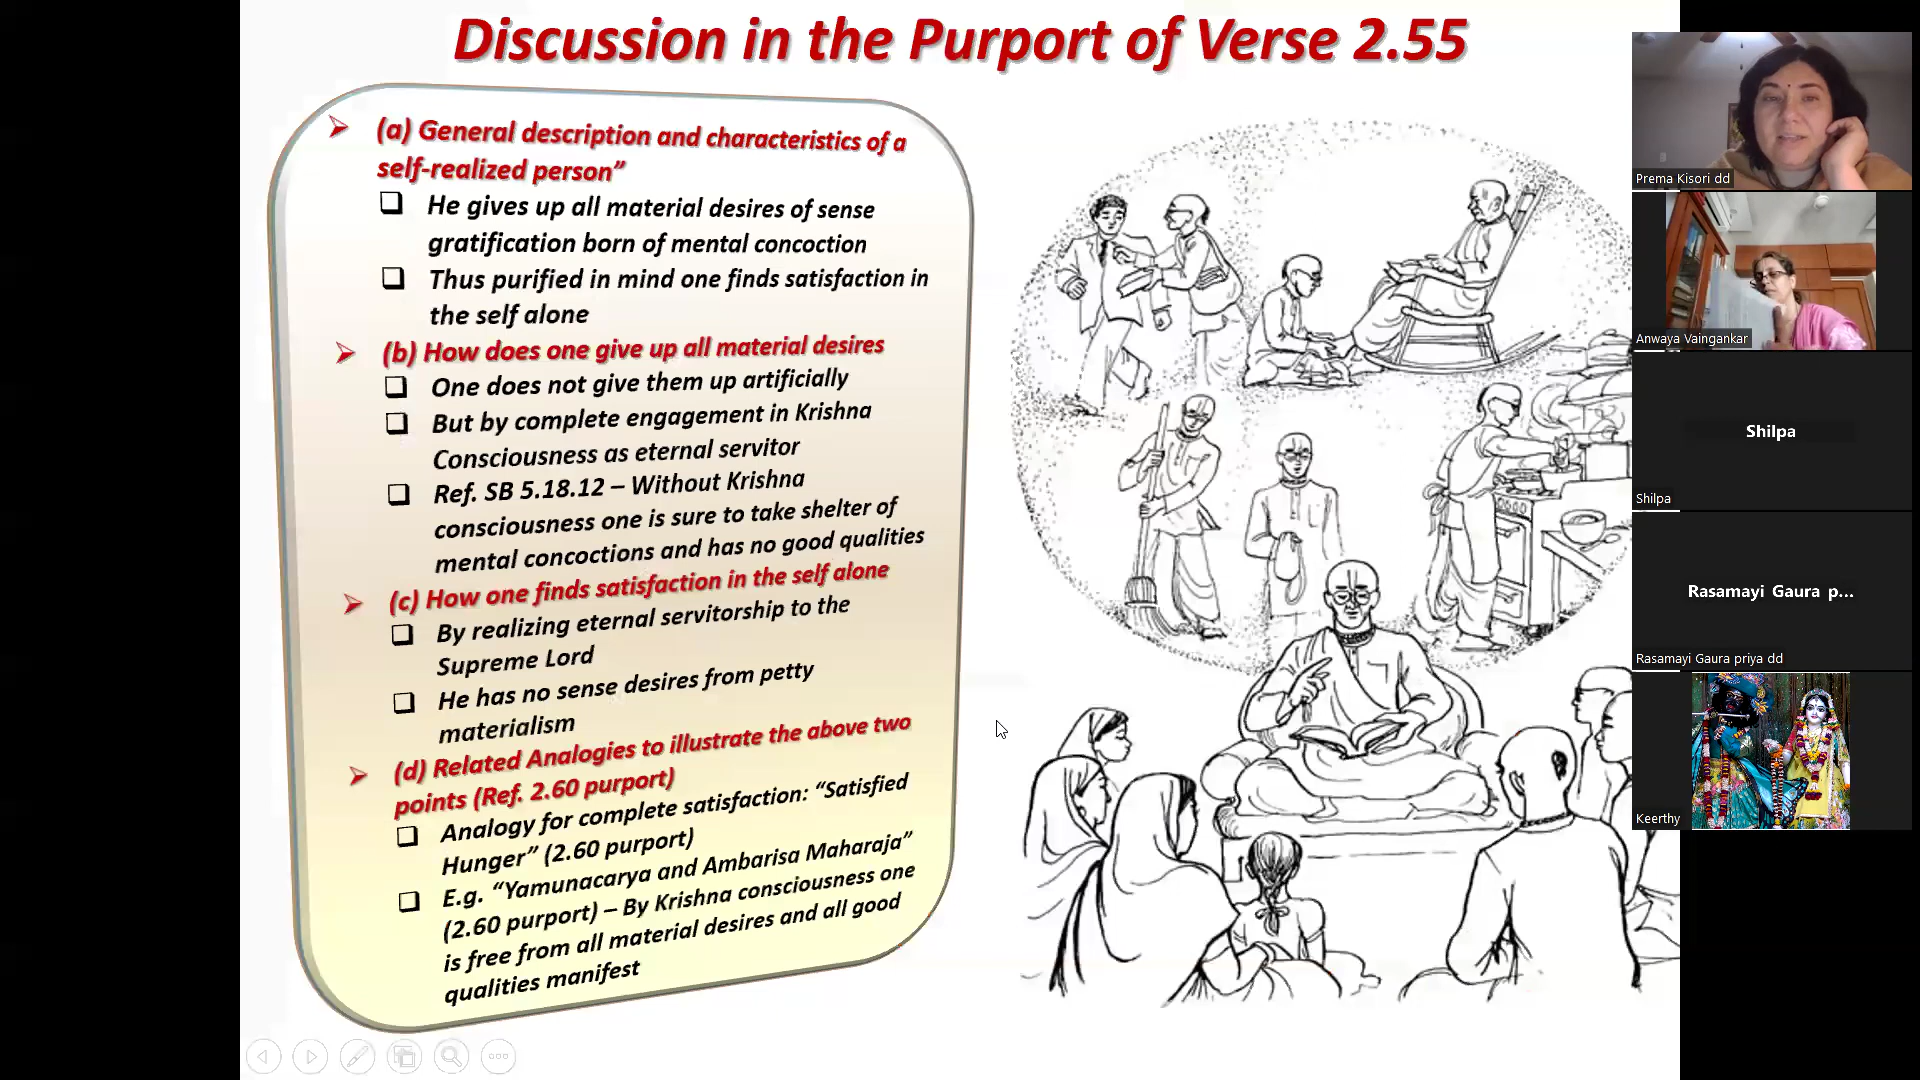 Discussion in the Purport of Verse 2.55
(a) General description and characteristics of a
self-realized person”
He gives up all material desires of sense
gratification born of mental concoction
Thus purified in mind one finds satisfaction in
the self alone
(b) How does one give up all material desires
One does not give them up artificially
But by complete engagement in Krishna
Consciousness as eternal servitor
Ref. SB 5.18.12 – Without Krishna
consciousness one is sure to take shelter of
mental concoctions and has no good qualities
(c) How one finds satisfaction in the self alone
By realizing eternal servitorship to the
Supreme Lord
He has no sense desires from petty
materialism
(d) Related Analogies to illustrate the above two
points (Ref. 2.60 purport)
Analogy for complete satisfaction: “Satisfied
Hunger” (2.60 purport)
E.g. “Yamunacarya and Ambarisa Maharaja”
(2.60 purport) – By Krishna consciousness one
is free from all material desires and all good
qualities manifest
Prema Kisori dd
Anwaya Vaingankar
Shilpa
Shilpa
Rasamayi Gaura p...
Rasamayi Gaura priya dd
Keerthy